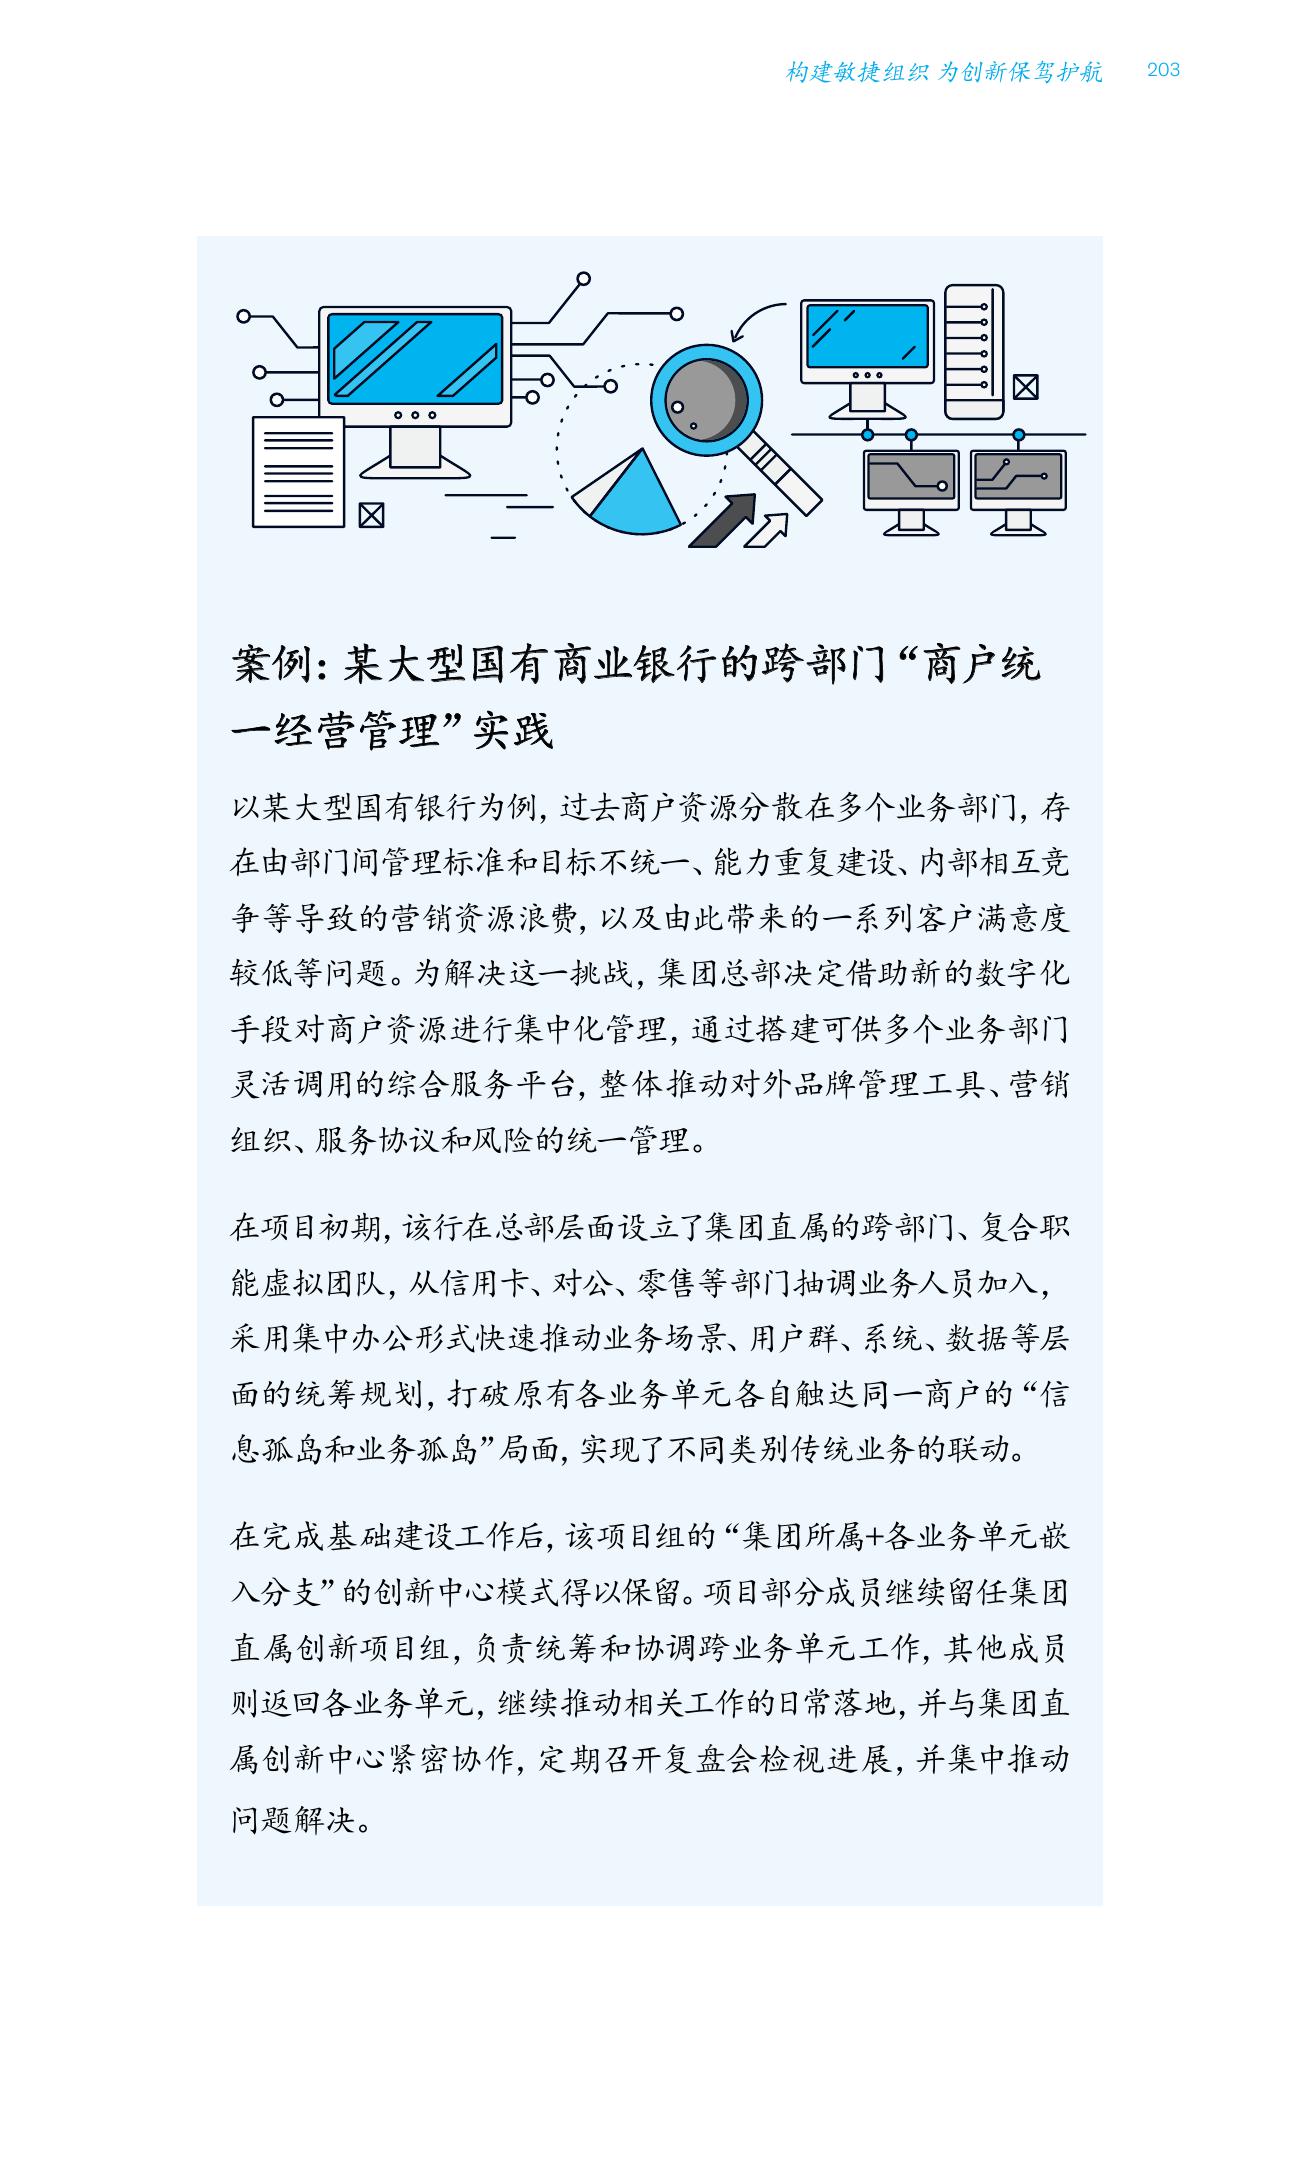 构建敏捷组织 为创新保驾护航 203
案例：某大型国有商业银行的跨部门“商户统
一经营管理”实践
以某大型国有银行为例，过去商户资源分散在多个业务部门，存
在由部门间管理标准和目标不统一、能力重复建设、内部相互竞
争等导致的营销资源浪费，以及由此带来的一系列客户满意度
较低等问题。为解决这一挑战，集团总部决定借助新的数字化
手段对商户资源进行集中化管理，通过搭建可供多个业务部门
灵活调用的综合服务平台，整体推动对外品牌管理工具、营销
组织、服务协议和风险的统一管理。
在项目初期，该行在总部层面设立了集团直属的跨部门、复合职
能虚拟团队，从信用卡、对公、零售等部门抽调业务人员加入，
采用集中办公形式快速推动业务场景、用户群、系统、数据等层
面的统筹规划，打破原有各业务单元各自触达同一商户的“信
息孤岛和业务孤岛”局面，实现了不同类别传统业务的联动。
在完成基础建设工作后，该项目组的“集团所属+各业务单元嵌
入分支”的创新中心模式得以保留。项目部分成员继续留任集团
直属创新项目组，负责统筹和协调跨业务单元工作，其他成员
则返回各业务单元，继续推动相关工作的日常落地，并与集团直
属创新中心紧密协作，定期召开复盘会检视进展，并集中推动
问题解决。